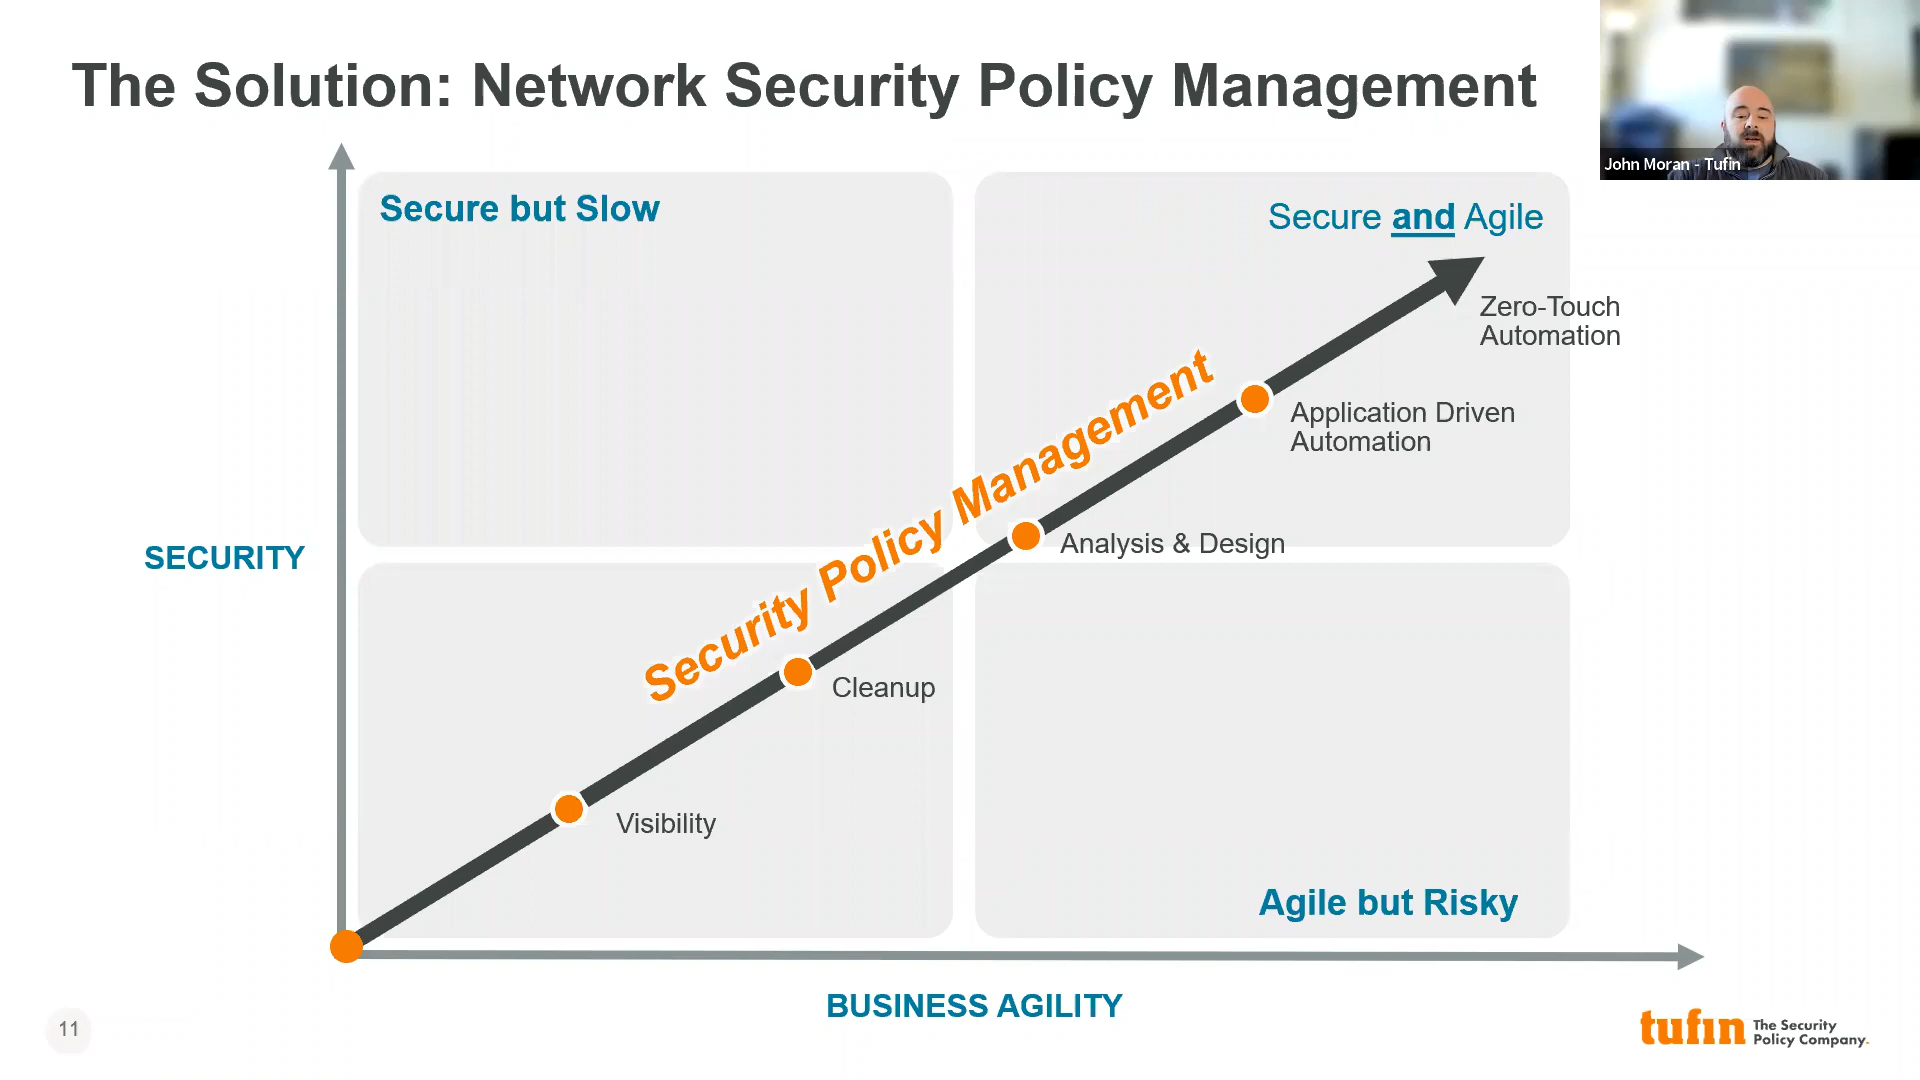 The Solution: Network Security Policy Management
John Moran - Tufin
Secure but Slow
Secure and Agile
Zero-Touch
Automation
Application Driven
Automation
Security Policy Management
Analysis & Design
SECURITY
Cleanup
Visibility
Agile but Risky
BUSINESS AGILITY
11
tufin
The Security
Policy Company.